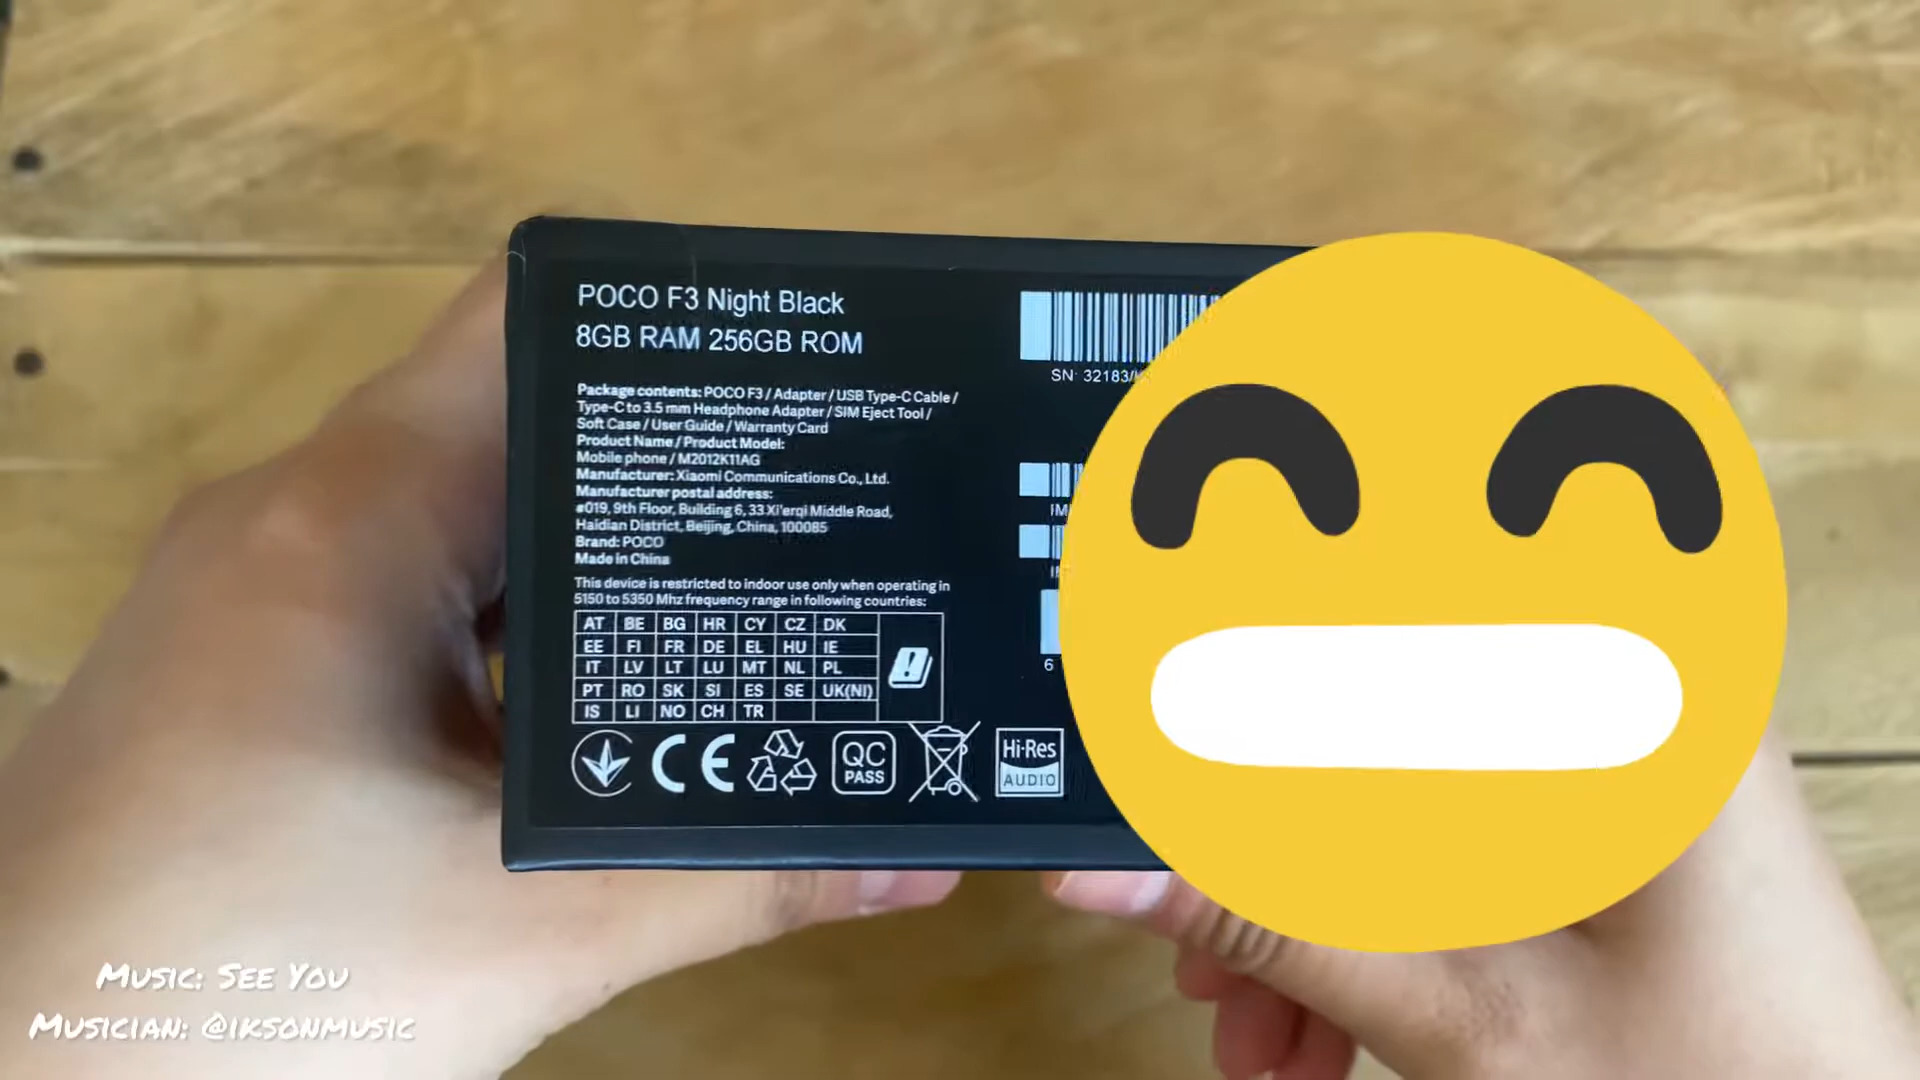 POCO F3 Night Black
8GB RAM 256GB ROM
Package contents: POCO F3 / Adapter / USB Type-C Cable /
Type-C to 3.5 mm Headphone Adapter / SIM Eject Tool /
Soft Case / User Guide / Warranty Card
Product Name / Product Model:
Mobile phone / M2012K11AG
Manufacturer: Xiaomi Communications Co., Ltd.
Manufacturer postal address:
#019, 9th Floor, Building 6, 33 Xi'erqi Middle Road,
Haidian District, Beijing, China, 100085
Brand: POCO
Made in China
This device is restricted to indoor use only when operating in
5150 to 5350 Mhz frequency range in following countries:
AT BE BG HR CY CZ DK
EE FI FR DE EL HU IE
IT LV LT LU MT NL PL
PT RO SK SI ES SE UK(NI)
IS LI NO CH TR
CE
QC
PASS
Hi-Res
AUDIO
SN: 32183/
6
Music: See You
Musician: @iksonmusic